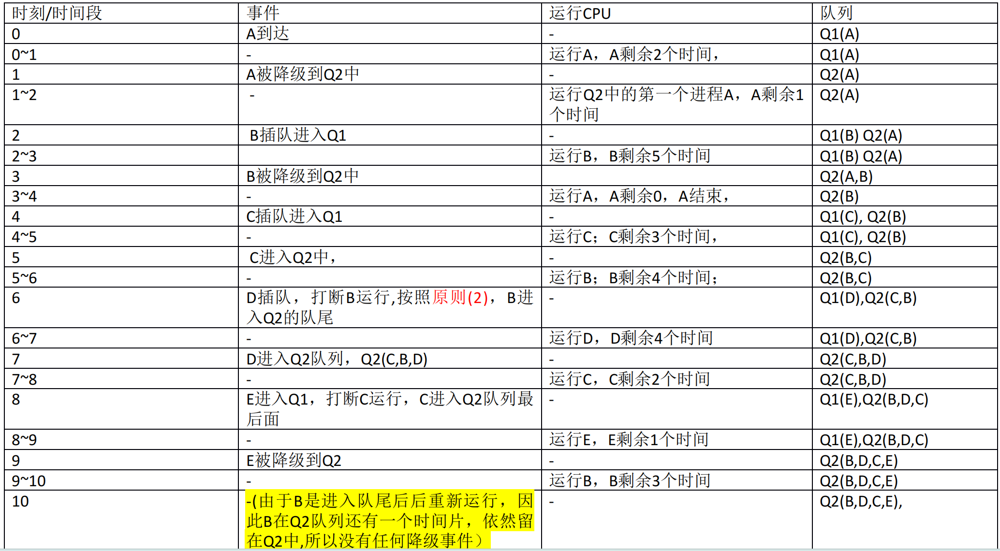 时刻/时间段 事件 运行CPU 队列
0 A到达 - Q1(A)
0~1 - 运行A，A剩余2个时间， Q1(A)
1 A被降级到Q2中 - Q2(A)
1~2 - 运行Q2中的第一个进程A，A剩余1 Q2(A)
个时间
2 B插队进入Q1 - Q1(B) Q2(A)
2~3 运行B，B剩余5个时间 Q1(B) Q2(A)
3 B被降级到Q2中 Q2(A,B)
3~4 - 运行A，A剩余0，A结束， Q2(B)
4 C插队进入Q1 - Q1(C), Q2(B)
4~5 - 运行C；C剩余3个时间， Q1(C), Q2(B)
5 C进入Q2中， - Q2(B,C)
5~6 - 运行B；B剩余4个时间； Q2(B,C)
6 D插队，打断B运行,按照原则(2)，B进 - Q1(D),Q2(C,B)
入Q2的队尾
6~7 - 运行D，D剩余4个时间 Q1(D),Q2(C,B)
7 D进入Q2队列，Q2(C,B,D) - Q2(C,B,D)
7~8 - 运行C，C剩余2个时间 Q2(C,B,D)
8 E进入Q1，打断C运行，C进入Q2队列最 - Q1(E),Q2(B,D,C)
后面
8~9 - 运行E，E剩余1个时间 Q1(E),Q2(B,D,C)
9 E被降级到Q2 - Q2(B,D,C,E)
9~10 - 运行B，B剩余3个时间 Q2(B,D,C,E)
10 -(由于B是进入队尾后后重新运行，因 - Q2(B,D,C,E),
此B在Q2队列还有一个时间片，依然留
在Q2中,所以没有任何降级事件）